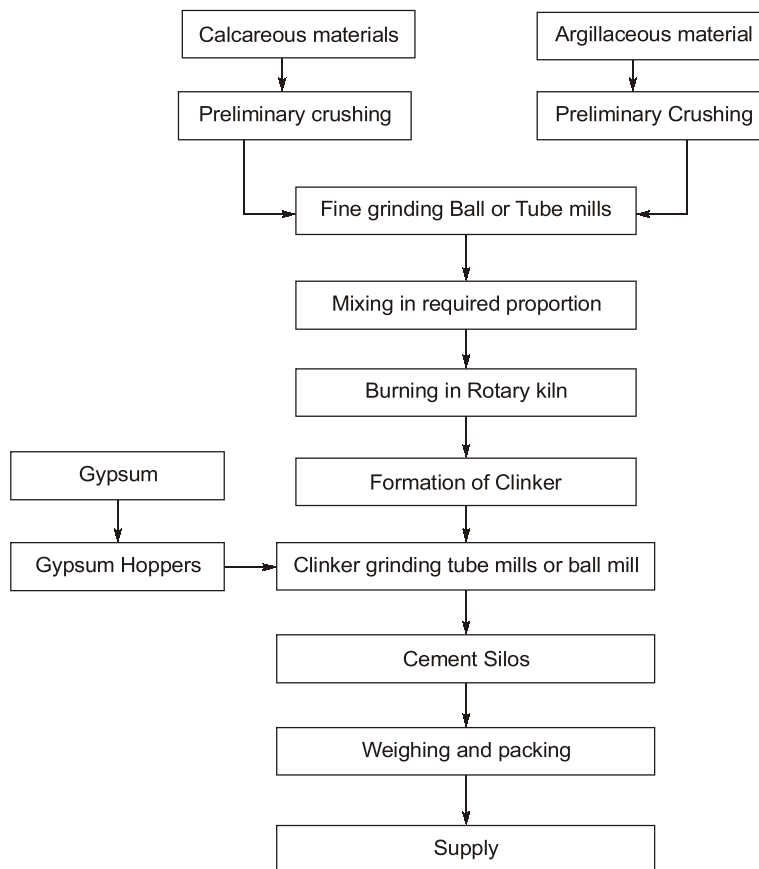 Calcareous materials
Argillaceous material
Preliminary crushing
Preliminary Crushing
Fine grinding Ball or Tube mills
Mixing in required proportion
Burning in Rotary kiln
Gypsum
Formation of Clinker
Gypsum Hoppers
Clinker grinding tube mills or ball mill
Cement Silos
Weighing and packing
Supply